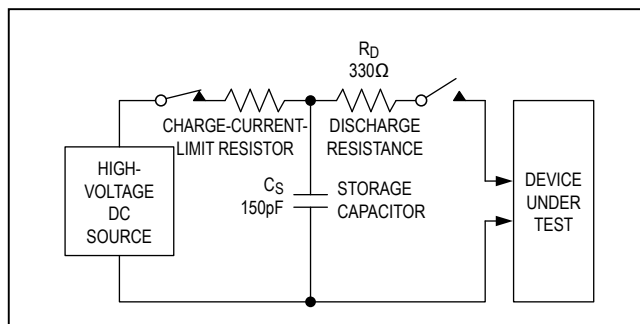 R_D
330Ω
CHARGE-CURRENT-
LIMIT RESISTOR
DISCHARGE
RESISTANCE
HIGH-
VOLTAGE
DC
SOURCE
C_S
150pF
STORAGE
CAPACITOR
DEVICE
UNDER
TEST